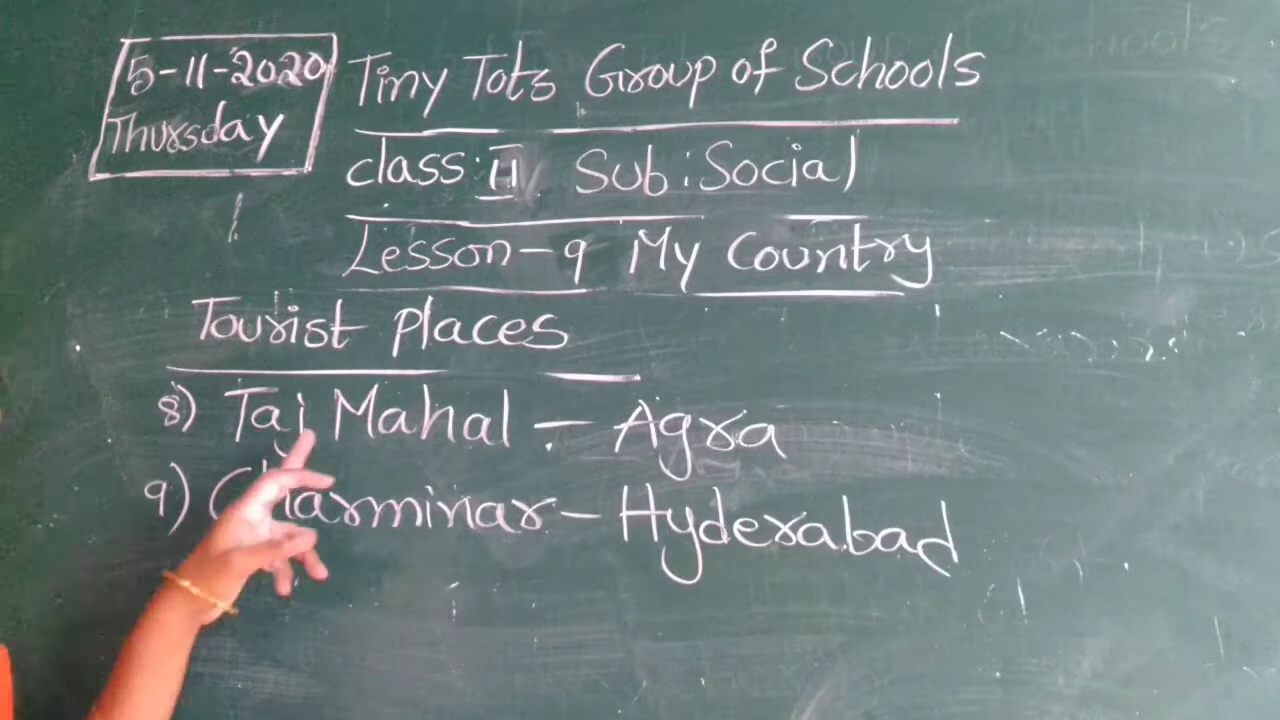 5-11-2020
Thursday
Tiny Tots Group of Schools
class: II Sub: Social
Lesson-9 My Country
Tourist Places
8) Taj Mahal - Agra
9) Charminar - Hyderabad